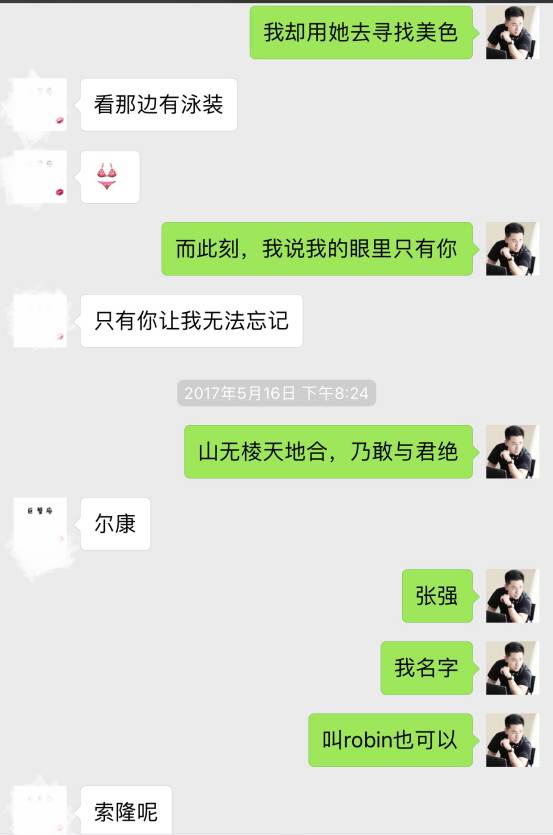 我却用她去寻找美色
看那边有泳装
👙
而此刻，我说我的眼里只有你
只有你让我无法忘记
2017年5月16日 下午8:24
山无棱天地合，乃敢与君绝
尔康
张强
我名字
叫robin也可以
索隆呢